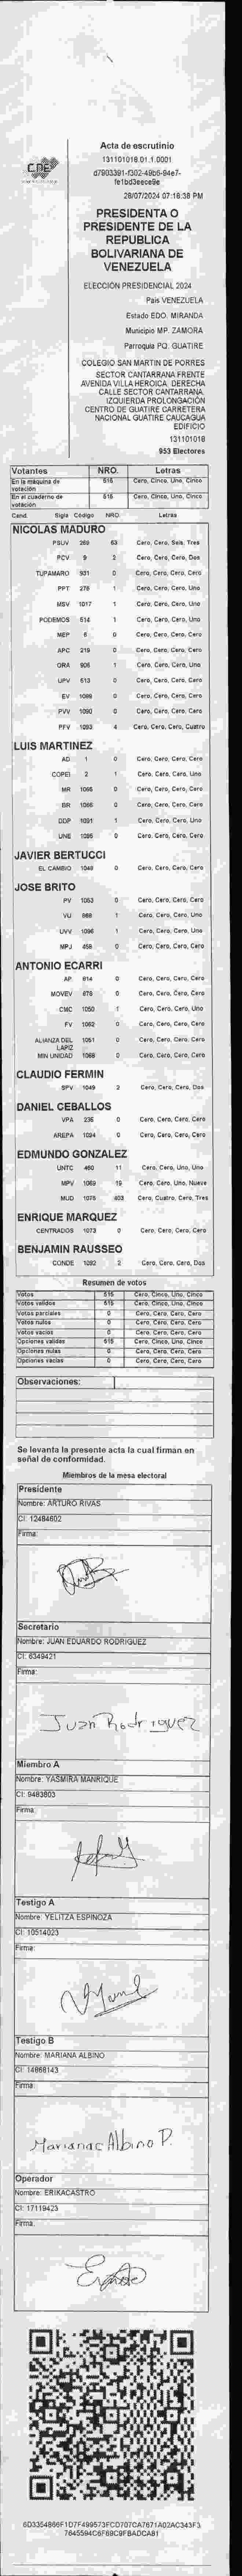 CDE
Acta de escrutinio
131101018.01.1.0001
28/07/2024 07:16:38 PM
PRESIDENTA O
PRESIDENTE DE LA
REPUBLICA
BOLIVARIANA DE
VENEZUELA
ELECCIÓN PRESIDENCIAL 2024
País VENEZUELA
Estado EDO. MIRANDA
Municipio MP. ZAMORA
Parroquia PQ. GUATIRE
COLEGIO SAN MARTIN DE PORRES
SECTOR CANTARRANA FRENTE
AVENIDA VILLA HEROICA. DERECHA
CALLE SECTOR CANTARRANA.
IZQUIERDA PROLONGACIÓN
CENTRO DE GUATIRE CARRETERA
NACIONAL GUATIRE CAUCAGUA
EDIFICIO
131101018
953 Electores
Votantes NRO. Letras
En la máquina de votación 515 Cero, Cinco, Uno, Cinco
En el cuaderno de votación 515 Cero, Cinco, Uno, Cinco
Cand. Sigla Código NRO. Letras
NICOLAS MADURO
PSUV 269 63 Cero, Cero, Seis, Tres
PCV 9 2 Cero, Cero, Cero, Dos
TUPAMARO 931 0 Cero, Cero, Cero, Cero
PPT 278 1 Cero, Cero, Cero, Uno
MSV 1017 1 Cero, Cero, Cero, Uno
PODEMOS 514 1 Cero, Cero, Cero, Uno
MEP 6 0 Cero, Cero, Cero, Cero
APC 219 0 Cero, Cero, Cero, Cero
ORA 906 1 Cero, Cero, Cero, Uno
UPV 613 0 Cero, Cero, Cero, Cero
EV 1089 0 Cero, Cero, Cero, Cero
PVV 1090 0 Cero, Cero, Cero, Cero
PFV 1093 4 Cero, Cero, Cero, Cuatro
LUIS MARTINEZ
AD 1 0 Cero, Cero, Cero, Cero
COPEI 2 1 Cero, Cero, Cero, Uno
MR 1065 0 Cero, Cero, Cero, Cero
BR 1066 0 Cero, Cero, Cero, Cero
DDP 1091 1 Cero, Cero, Cero, Uno
UNE 1095 0 Cero, Cero, Cero, Cero
JAVIER BERTUCCI
EL CAMBIO 1048 0 Cero, Cero, Cero, Cero
JOSE BRITO
PV 1053 0 Cero, Cero, Cero, Cero
VU 868 1 Cero, Cero, Cero, Uno
UVV 1096 1 Cero, Cero, Cero, Uno
MPJ 458 0 Cero, Cero, Cero, Cero
ANTONIO ECARRI
AP 814 0 Cero, Cero, Cero, Cero
MOVEV 878 0 Cero, Cero, Cero, Cero
CMC 1050 1 Cero, Cero, Cero, Uno
FV 1062 0 Cero, Cero, Cero, Cero
ALIANZA DEL LAPIZ 1051 0 Cero, Cero, Cero, Cero
MIN UNIDAD 1068 0 Cero, Cero, Cero, Cero
CLAUDIO FERMIN
SPV 1049 2 Cero, Cero, Cero, Dos
DANIEL CEBALLOS
VPA 236 0 Cero, Cero, Cero, Cero
AREPA 1094 0 Cero, Cero, Cero, Cero
EDMUNDO GONZALEZ
UNTC 460 11 Cero, Cero, Uno, Uno
MPV 1069 19 Cero, Cero, Uno, Nueve
MUD 1075 403 Cero, Cuatro, Cero, Tres
ENRIQUE MARQUEZ
CENTRADOS 1073 0 Cero, Cero, Cero, Cero
BENJAMIN RAUSSEO
CONDE 1092 2 Cero, Cero, Cero, Dos
Resumen de votos
Votos 515 Cero, Cinco, Uno, Cinco
Votos validos 515 Cero, Cinco, Uno, Cinco
Votos parciales 0 Cero, Cero, Cero, Cero
Votos nulos 0 Cero, Cero, Cero, Cero
Votos vacios 0 Cero, Cero, Cero, Cero
Opciones validas 515 Cero, Cinco, Uno, Cinco
Opciones nulas 0 Cero, Cero, Cero, Cero
Opciones vacias 0 Cero, Cero, Cero, Cero
Observaciones:
Se levanta la presente acta la cual firman en
señal de conformidad.
Miembros de la mesa electoral
Presidente
Nombre: ARTURO RIVAS
CI: 12484602
Firma:
Secretario
Nombre: JUAN EDUARDO RODRIGUEZ
CI: 6349421
Firma:
Juan Rodriguez
Miembro A
Nombre: YASMIRA MANRIQUE
CI: 9483803
Firma:
Testigo A
Nombre: YELITZA ESPINOZA
CI: 10514023
Firma:
Testigo B
Nombre: MARIANA ALBINO
CI: 14868143
Firma:
Mariana Albino P.
Operador
Nombre: ERIKACASTRO
CI: 17119423
Firma: